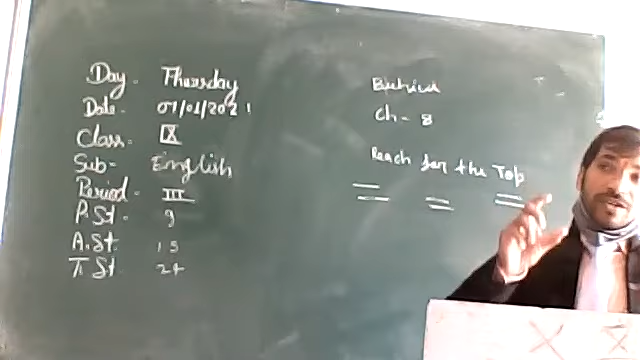 Day - Thursday
Date - 07/01/2021
Class - IX
Sub - English
Period - III
P. St 9
A. St. 15
T. St 24
Ch - 8
Reach for the Top